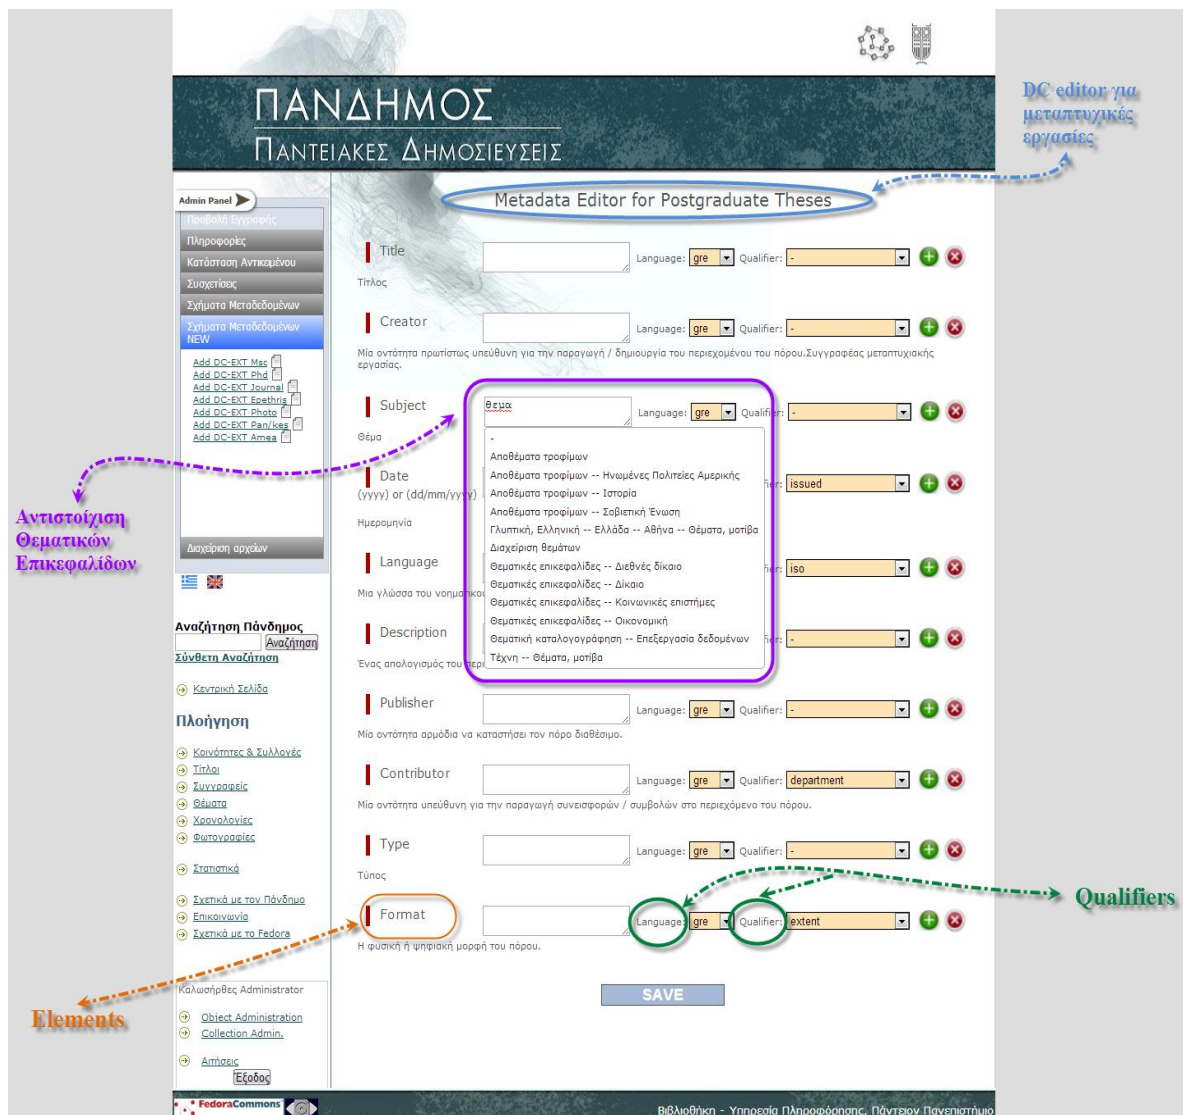 ΠΑΝΔΗΜΟΣ
ΠΑΝΤΕΙΑΚΕΣ ΔΗΜΟΣΙΕΥΣΕΙΣ
DC editor για
μεταπτυχικές
εργασίες
Admin Panel
Προβολή Εγγραφής
Πληροφορίες
Κατάσταση Αντικειμένου
Συσχετίσεις
Σχήματα Μεταδεδομένων
Σχήματα Μεταδεδομένων
NEW
Add DC-EXT Msc
Add DC-EXT Phd
Add DC-EXT Journal
Add DC-EXT Epethris
Add DC-EXT Photo
Add DC-EXT Pan/kes
Add DC-EXT Amea
Διαχείριση αρχείων
Αντιστοίχιση
Θεματικών
Επικεφαλίδων
Αναζήτηση Πάνδημος
Αναζήτηση
Σύνθετη Αναζήτηση
Κεντρική Σελίδα
Πλοήγηση
Κοινότητες & Συλλογές
Τίτλοι
Συγγραφείς
Θέματα
Χρονολογίες
Φωτογραφίες
Στατιστικά
Σχετικά με τον Πάνδημο
Επικοινωνία
Σχετικά με το Fedora
Καλωσήρθες Administrator
Elements
Object Administration
Collection Admin.
Αιτήσεις
Έξοδος
Metadata Editor for Postgraduate Theses
Title Language: gre Qualifier: -
Τίτλος
Creator Language: gre Qualifier: -
Μία οντότητα πρωτίστως υπεύθυνη για την παραγωγή / δημιουργία του περιεχομένου του πόρου.Συγγραφέας μεταπτυχιακής
εργασίας.
Subject θεμα Language: gre Qualifier: -
Θέμα
-
Αποθέματα τροφίμων
Αποθέματα τροφίμων -- Ηνωμένες Πολιτείες Αμερικής
Αποθέματα τροφίμων -- Ιστορία
Αποθέματα τροφίμων -- Σοβιετική Ένωση
Γλυπτική, Ελληνική -- Ελλάδα -- Αθήνα -- Θέματα, μοτίβα
Διαχείριση θεμάτων
Θεματικές επικεφαλίδες -- Διεθνές δίκαιο
Θεματικές επικεφαλίδες -- Δίκαιο
Θεματικές επικεφαλίδες -- Κοινωνικές επιστήμες
Θεματικές επικεφαλίδες -- Οικονομική
Θεματική καταλογογράφηση -- Επεξεργασία δεδομένων
Τέχνη -- Θέματα, μοτίβα
Date issued
(yyyy) or (dd/mm/yyyy)
Ημερομηνία
Language iso
Μια γλώσσα του
Description -
Ένας απολογισμός του
Publisher Language: gre Qualifier: -
Μία οντότητα αρμόδια να καταστήσει τον πόρο διαθέσιμο.
Contributor Language: gre Qualifier: department
Μία οντότητα υπεύθυνη για την παραγωγή συνεισφορών / συμβολών στο περιεχόμενο του πόρου.
Type Language: gre Qualifier: -
Τύπος
Format Language: gre Qualifier: extent
Η φυσική ή ψηφιακή μορφή του πόρου.
Qualifiers
SAVE
FedoraCommons
Βιβλιοθήκη - Υπηρεσία Πληροφόρησης, Πάντειον Πανεπιστήμιο